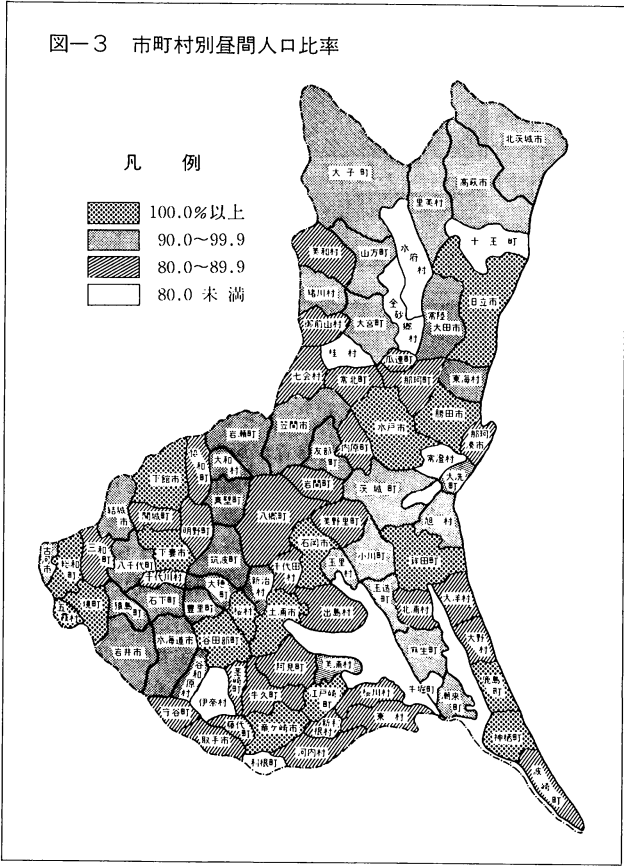 図―3 市町村別昼間人口比率
凡 例
100.0%以上
90.0～99.9
80.0～89.9
80.0 未 満
北茨城市
大子町
高萩市
里美村
十王町
水府村
美和村
山方町
日立市
緒川村
金砂郷村
常陸太田市
大宮町
御前山村
桂村
瓜連町
七会村
常北町
那珂町
東海村
勝田市
水戸市
笠間市
岩瀬町
友部町
内原町
那珂湊市
常澄村
大洗町
協和町
大和村
下館市
岩間町
茨城町
真壁町
八郷町
結城市
関城町
明野町
美野里町
旭村
石岡市
小川町
鉾田町
三和町
八千代町
下妻市
筑波町
玉里村
古河市
総和町
千代川村
大穂町
新治村
千代田村
玉造町
大洋村
五霞村
境町
猿島町
石下町
豊里町
桜村
土浦市
出島村
北浦村
大野村
岩井市
水海道市
谷田部町
麻生町
阿見町
美浦村
鹿島町
谷和原村
茎崎町
牛堀町
潮来町
伊奈村
牛久町
江戸崎町
桜川村
守谷町
東村
神栖町
藤代町
竜ヶ崎市
新利根村
取手市
河内村
利根町
波崎町